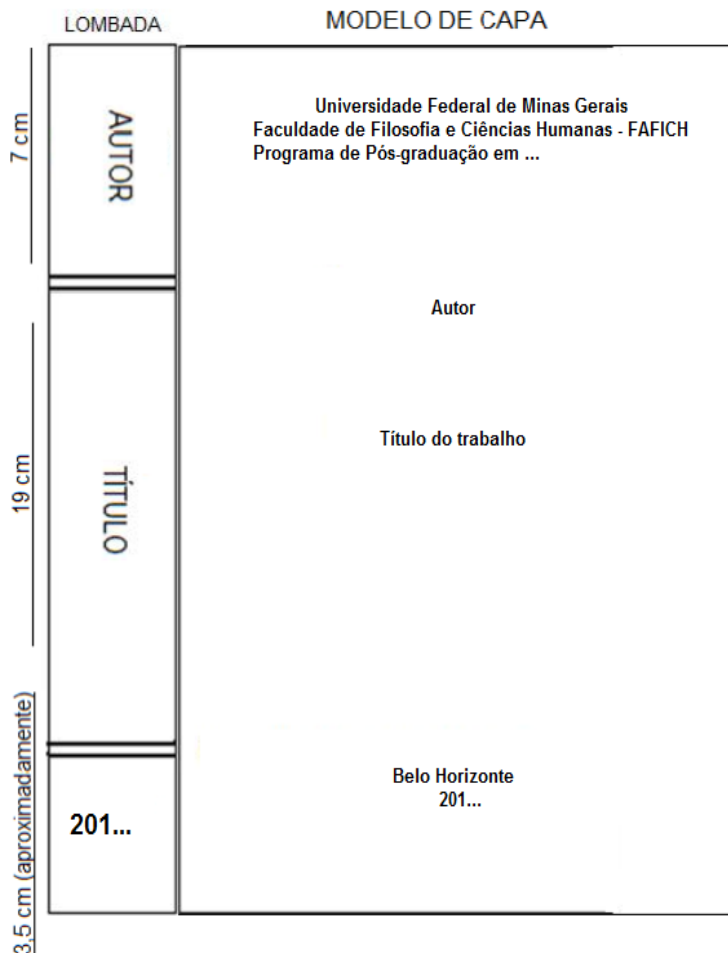 LOMBADA
MODELO DE CAPA
7 cm
AUTOR
19 cm
TÍTULO
3,5 cm (aproximadamente)
201...
Universidade Federal de Minas Gerais
Faculdade de Filosofia e Ciências Humanas - FAFICH
Programa de Pós-graduação em ...
Autor
Título do trabalho
Belo Horizonte
201...